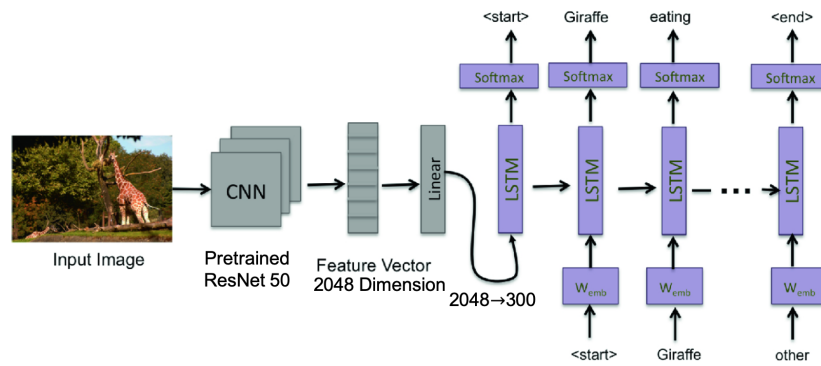 <start> Giraffe eating <end>
Softmax Softmax Softmax Softmax
CNN
Linear
LSTM LSTM LSTM LSTM
Input Image
Pretrained
ResNet 50
Feature Vector
2048 Dimension
2048→300
Wemb Wemb Wemb
<start> Giraffe other